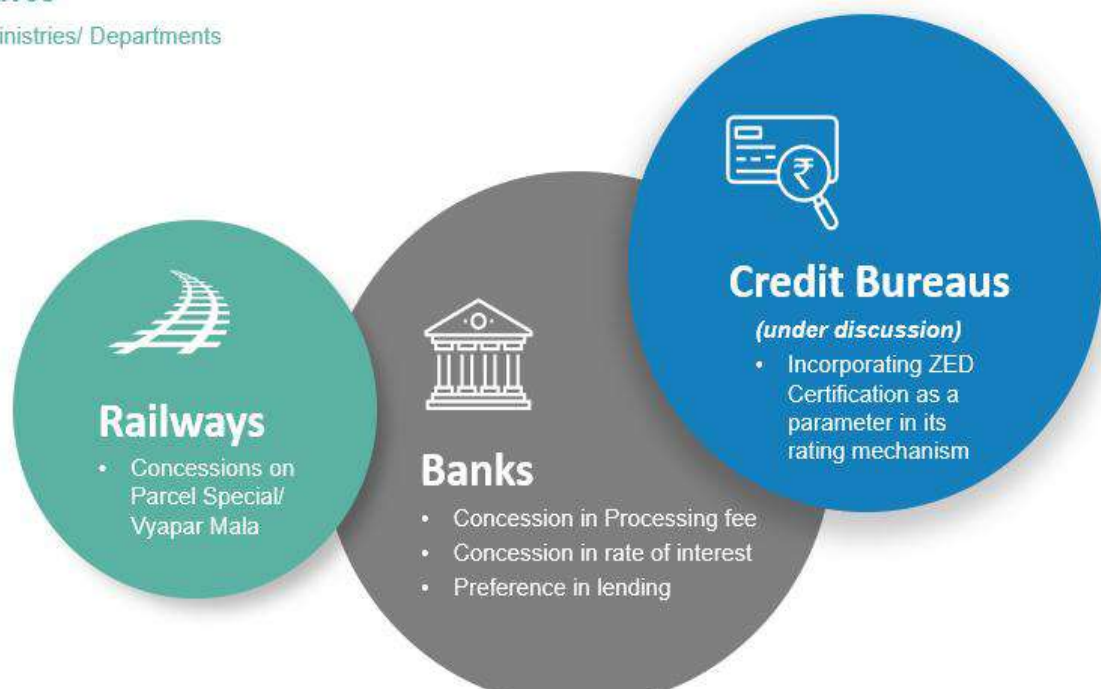 Departments
Railways
• Concessions on
Parcel Special/
Vyapar Mala
Banks
• Concession in Processing fee
• Concession in rate of interest
• Preference in lending
₹
Credit Bureaus
(under discussion)
• Incorporating ZED
Certification as a
parameter in its
rating mechanism